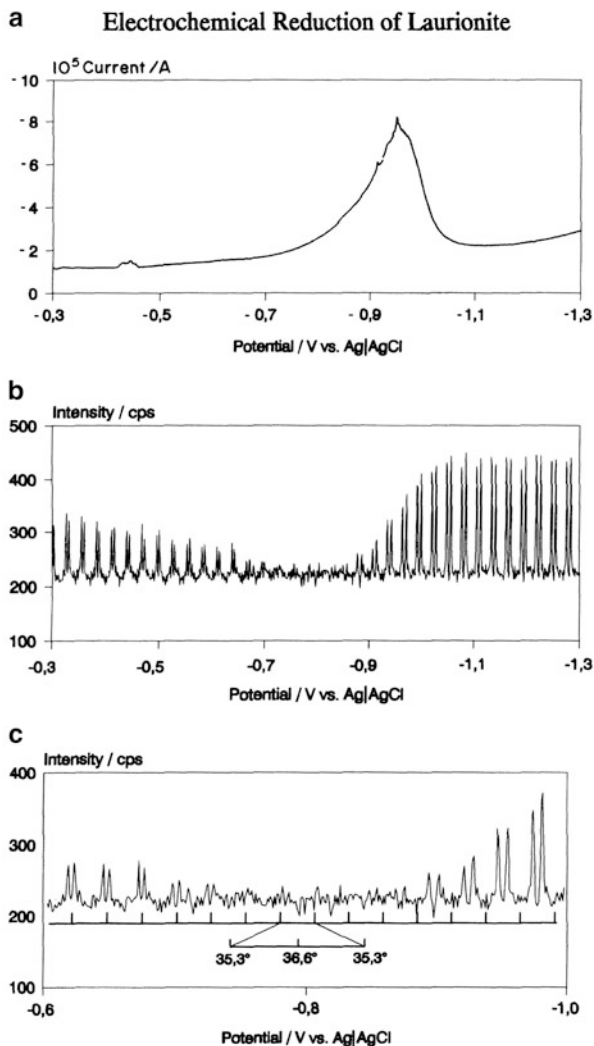 a Electrochemical Reduction of Laurionite
10⁵ Current /A
- 10
- 8
- 6
- 4
- 2
0
- 0,3 - 0,5 - 0,7 - 0,9 - 1,1 - 1,3
Potential / V vs. Ag|AgCl
b
Intensity / cps
500
400
300
200
100
-0,3 -0,5 -0,7 -0,9 -1,1 -1,3
Potential / V vs. Ag|AgCl
c
Intensity / cps
400
300
200
35,3° 36,6° 35,3°
100
-0,6 -0,8 -1,0
Potential / V vs. Ag|AgCl